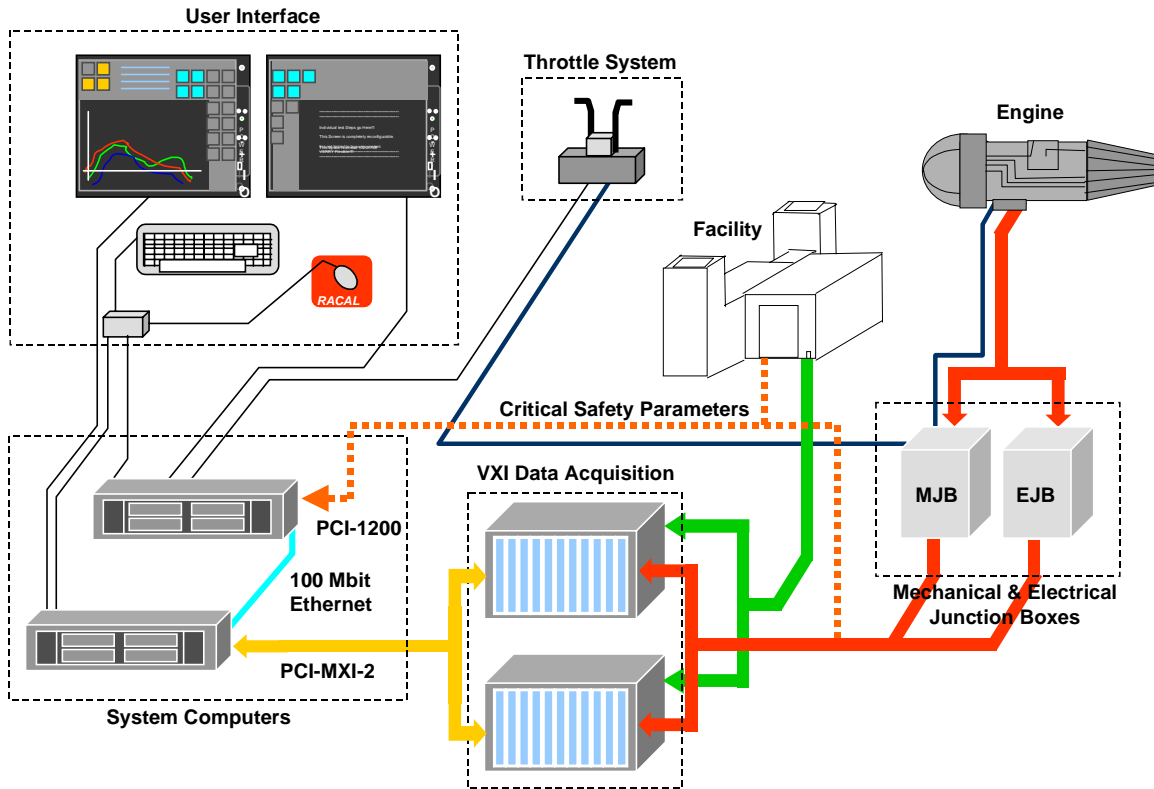 User Interface
Throttle System
Engine
Individual test Steps go there!!!
This Screen is completely reconfigurable.
RACAL
Facility
Critical Safety Parameters
VXI Data Acquisition
MJB
EJB
PCI-1200
100 Mbit
Ethernet
Mechanical & Electrical
Junction Boxes
PCI-MXI-2
System Computers